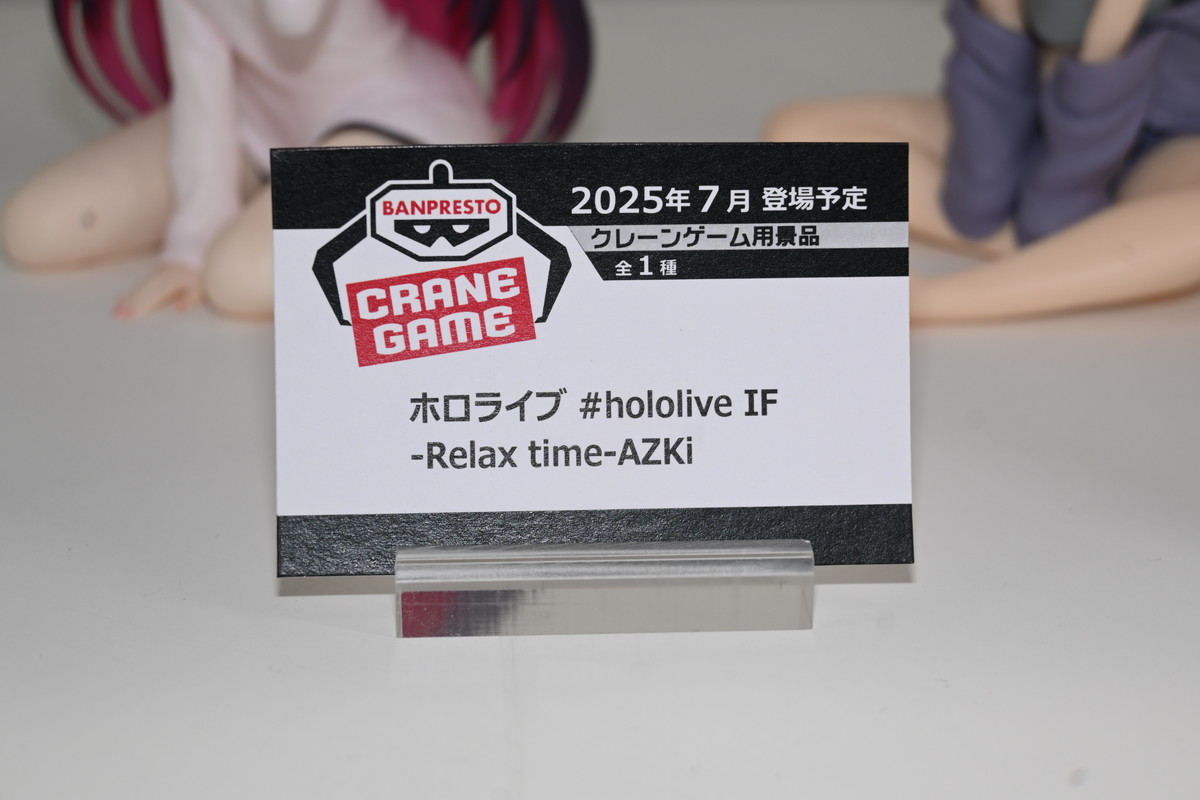 BANPRESTO
CRANE
GAME
2025年7月 登場予定
クレーンゲーム用景品
全1種
ホロライブ #hololive IF
-Relax time-AZKi